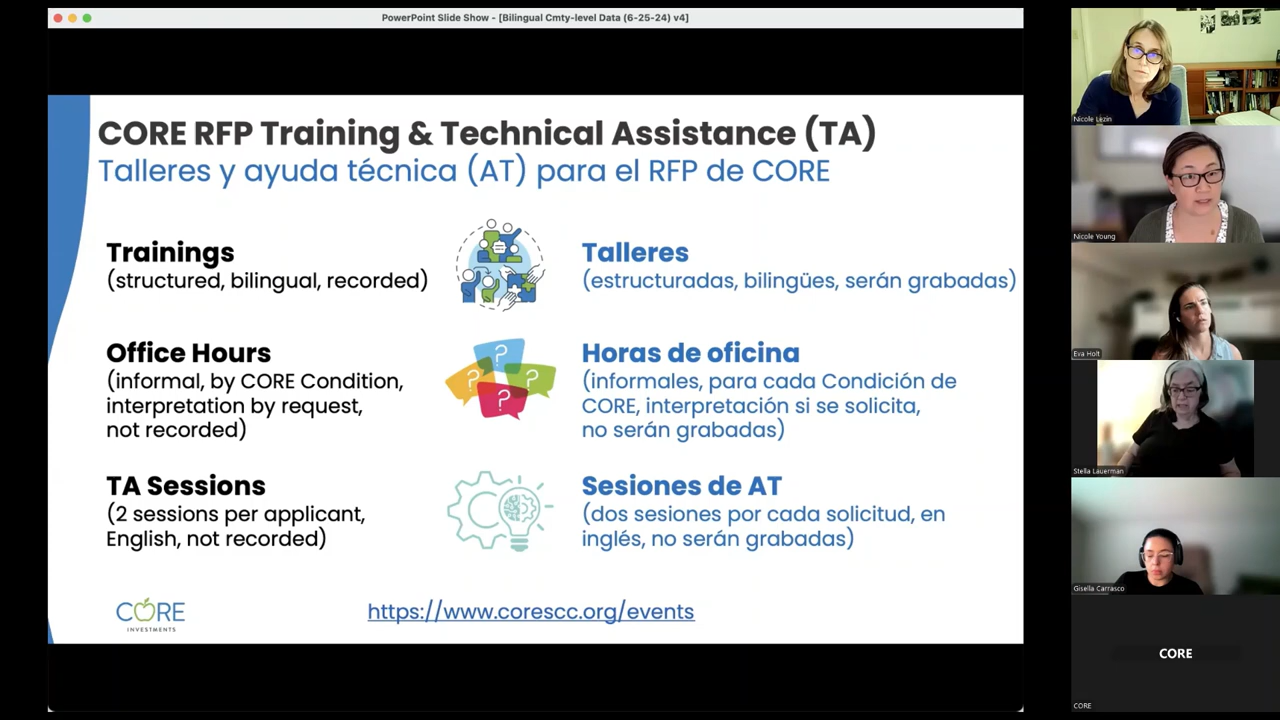 PowerPoint Slide Show - [Bilingual Cmty-level Data (6-25-24) v4]
CORE RFP Training & Technical Assistance (TA)
Talleres y ayuda técnica (AT) para el RFP de CORE
Trainings
(structured, bilingual, recorded)
Talleres
(estructuradas, bilingües, serán grabadas)
Office Hours
(informal, by CORE Condition,
interpretation by request,
not recorded)
Horas de oficina
(informales, para cada Condición de
CORE, interpretación si se solicita,
no serán grabadas)
TA Sessions
(2 sessions per applicant,
English, not recorded)
Sesiones de AT
(dos sesiones por cada solicitud, en
inglés, no serán grabadas)
? ? ? ?
CORE
INVESTMENTS
https://www.corescc.org/events
Nicole Lezin
Nicole Young
Eva Holt
Stella Lauerman
Gisella Carrasco
CORE
CORE